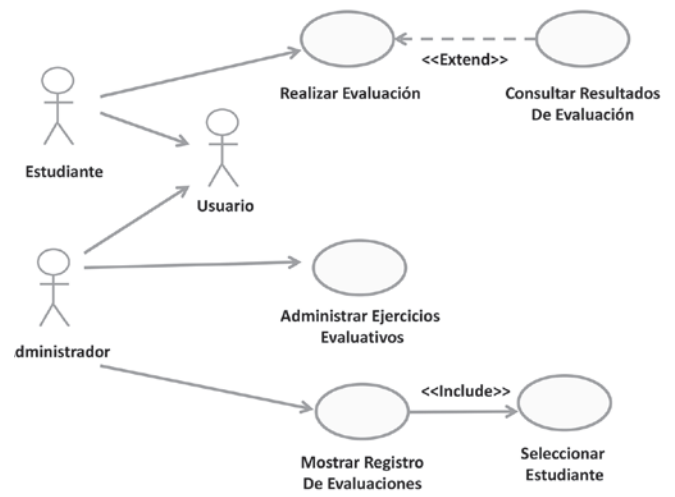 <<Extend>>
Realizar Evaluación
Consultar Resultados
De Evaluación
Estudiante
Usuario
Administrar Ejercicios
Evaluativos
dministrador
<<Include>>
Mostrar Registro
De Evaluaciones
Seleccionar
Estudiante